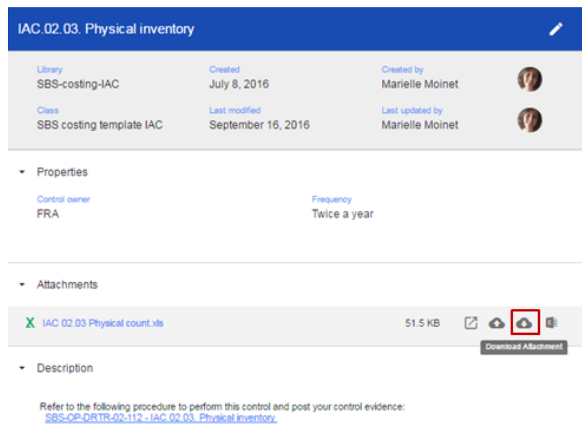 IAC.02.03. Physical inventory
Library Created Created by
SBS-costing-IAC July 8, 2016 Marielle Moinet
Class Last modified Last updated by
SBS costing template IAC September 16, 2016 Marielle Moinet
Properties
Control owner Frequency
FRA Twice a year
Attachments
IAC 02.03 Physical count.xls 51.5 KB
Download Attachment
Description
Refer to the following procedure to perform this control and post your control evidence:
SBS-OP-DRTR-02-112 - IAC.02.03. Physical inventory